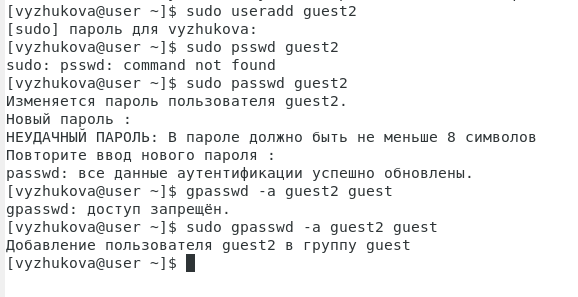 [vyzhukova@user ~]$ sudo useradd guest2
[sudo] пароль для vyzhukova:
[vyzhukova@user ~]$ sudo psswd guest2
sudo: psswd: command not found
[vyzhukova@user ~]$ sudo passwd guest2
Изменяется пароль пользователя guest2.
Новый пароль :
НЕУДАЧНЫЙ ПАРОЛЬ: В пароле должно быть не меньше 8 символов
Повторите ввод нового пароля :
passwd: все данные аутентификации успешно обновлены.
[vyzhukova@user ~]$ gpasswd -a guest2 guest
gpasswd: доступ запрещён.
[vyzhukova@user ~]$ sudo gpasswd -a guest2 guest
Добавление пользователя guest2 в группу guest
[vyzhukova@user ~]$